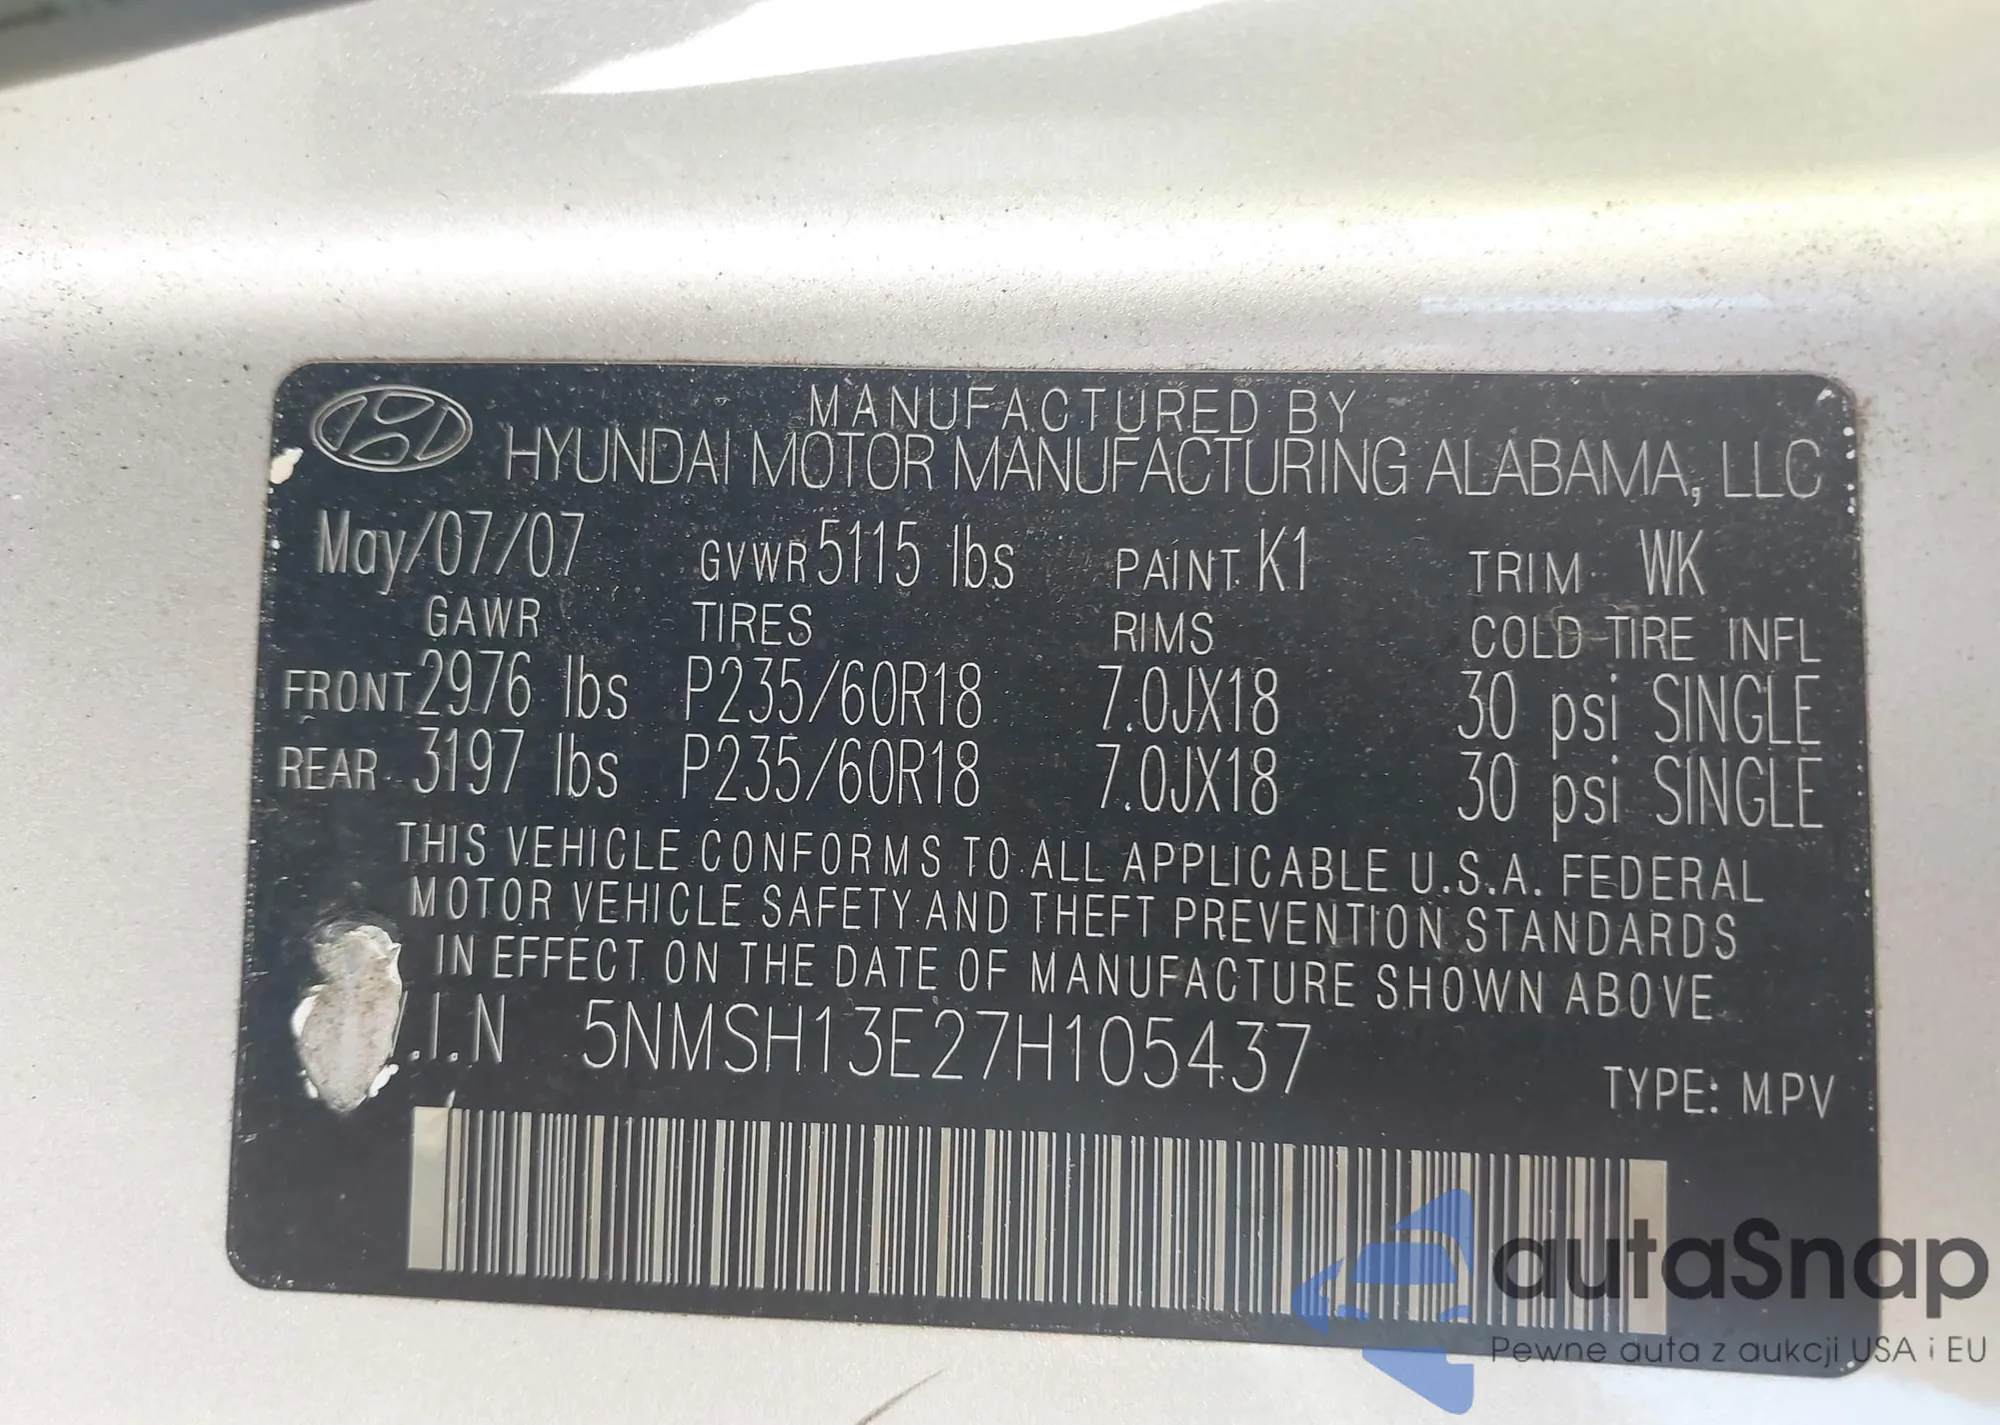 MANUFACTURED BY
HYUNDAI MOTOR MANUFACTURING ALABAMA, LLC
May/07/07 GVWR 5115 lbs PAINT K1 TRIM WK
GAWR TIRES RIMS COLD TIRE INFL
FRONT 2976 lbs P235/60R18 7.0JX18 30 psi SINGLE
REAR 3197 lbs P235/60R18 7.0JX18 30 psi SINGLE
THIS VEHICLE CONFORMS TO ALL APPLICABLE U.S.A. FEDERAL
MOTOR VEHICLE SAFETY AND THEFT PREVENTION STANDARDS
IN EFFECT ON THE DATE OF MANUFACTURE SHOWN ABOVE.
.I.N 5NMSH13E27H105437
TYPE: MPV
autaSnap
Pewne auta z aukcji USA i EU